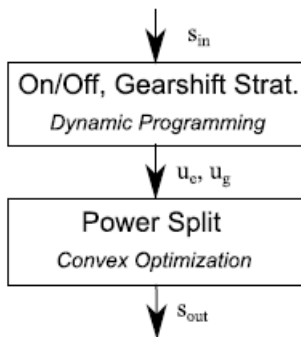 s_in
On/Off, Gearshift Strat.
Dynamic Programming
u_e, u_g
Power Split
Convex Optimization
s_out